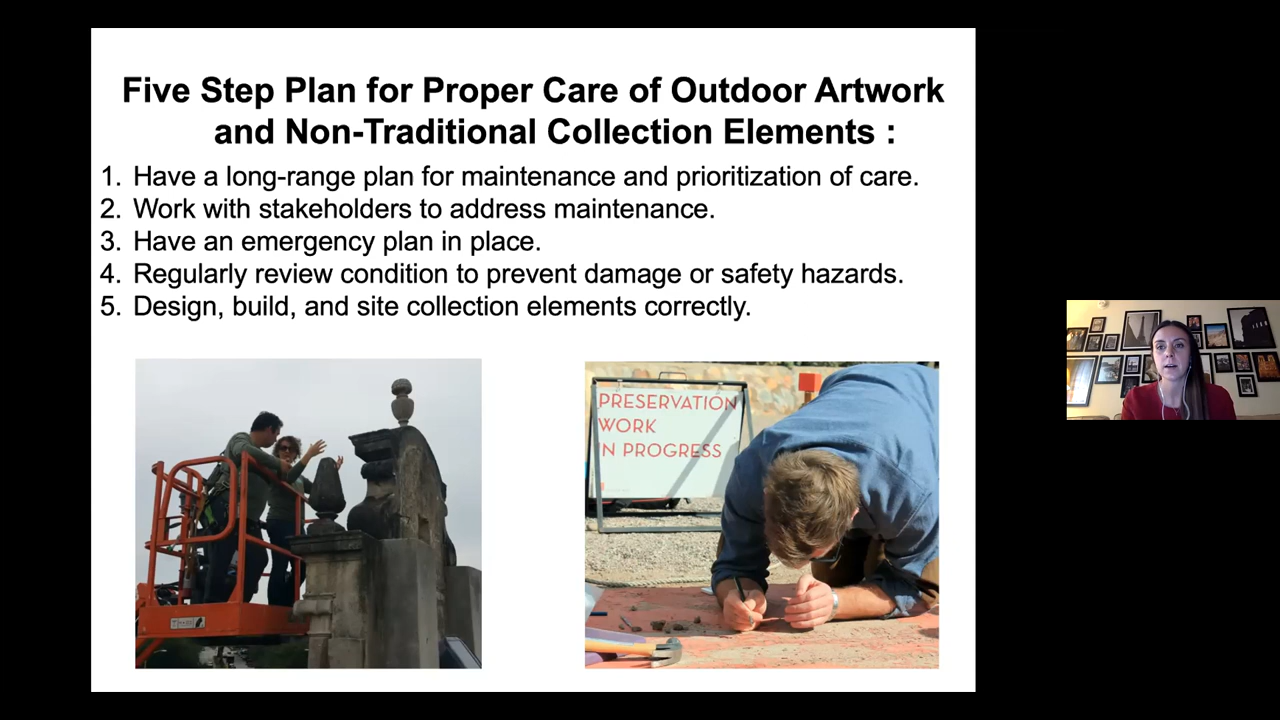 Five Step Plan for Proper Care of Outdoor Artwork
and Non-Traditional Collection Elements :
1. Have a long-range plan for maintenance and prioritization of care.
2. Work with stakeholders to address maintenance.
3. Have an emergency plan in place.
4. Regularly review condition to prevent damage or safety hazards.
5. Design, build, and site collection elements correctly.
PRESERVATION
WORK
N PROGRESS